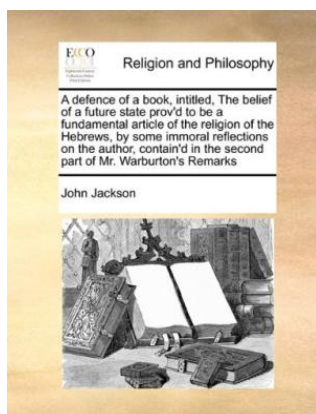 ECCO
Religion and Philosophy
A defence of a book, intitled, The belief
of a future state prov'd to be a
fundamental article of the religion of the
Hebrews, by some immoral reflections
on the author, contain'd in the second
part of Mr. Warburton's Remarks
John Jackson